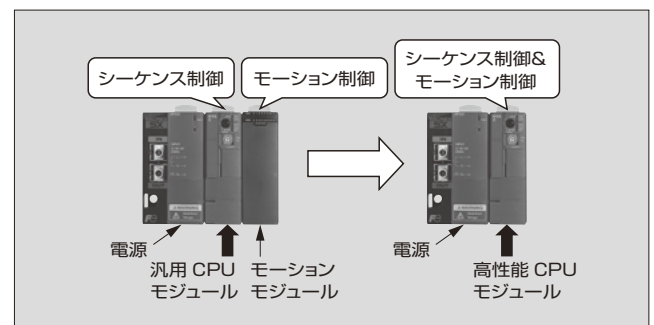 シーケンス制御
モーション制御
電源
汎用 CPU
モジュール
モーション
モジュール
シーケンス制御&
モーション制御
電源
高性能 CPU
モジュール